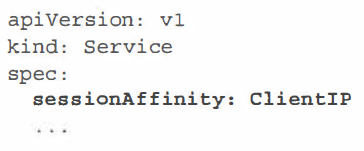 apiVersion: v1
kind: Service
spec:
  sessionAffinity: ClientIP
  ...